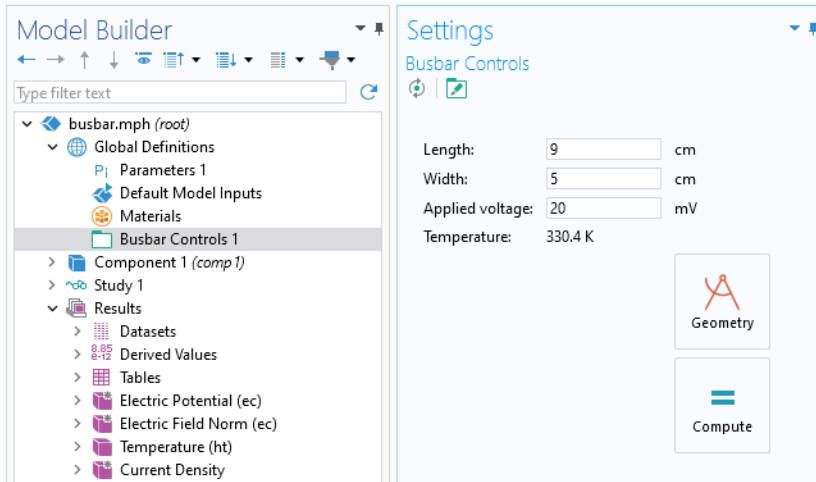 Model Builder
Type filter text
busbar.mph (root)
Global Definitions
Pi Parameters 1
Default Model Inputs
Materials
Busbar Controls 1
Component 1 (comp1)
Study 1
Results
Datasets
8.85
e-12 Derived Values
Tables
Electric Potential (ec)
Electric Field Norm (ec)
Temperature (ht)
Current Density
Settings
Busbar Controls
Length: 9 cm
Width: 5 cm
Applied voltage: 20 mV
Temperature: 330.4 K
Geometry
Compute